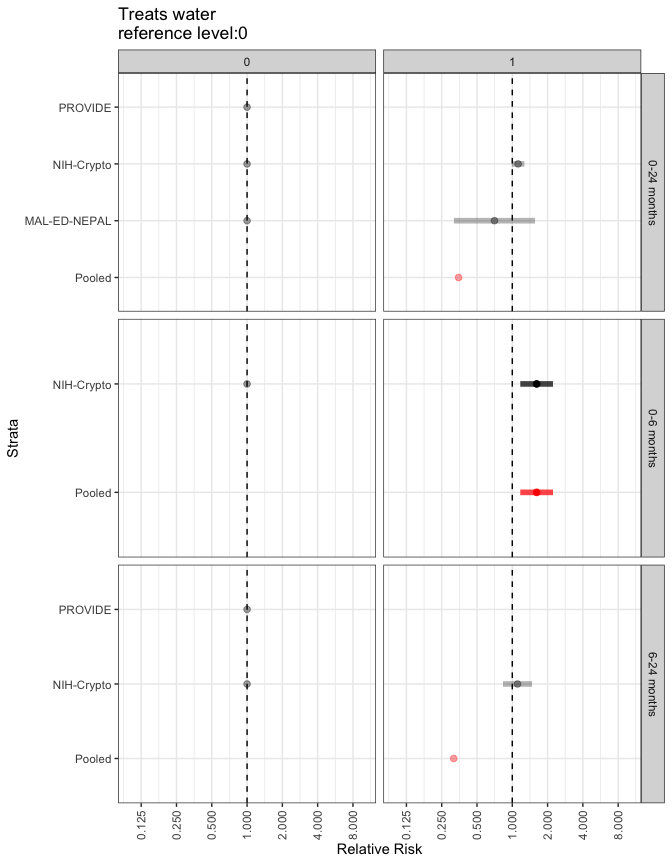 Treats water
reference level:0
0
1
PROVIDE
NIH-Crypto
MAL-ED-NEPAL
Pooled
0-24 months
NIH-Crypto
Pooled
0-6 months
PROVIDE
NIH-Crypto
Pooled
6-24 months
Strata
0.125 0.250 0.500 1.000 2.000 4.000 8.000
0.125 0.250 0.500 1.000 2.000 4.000 8.000
Relative Risk